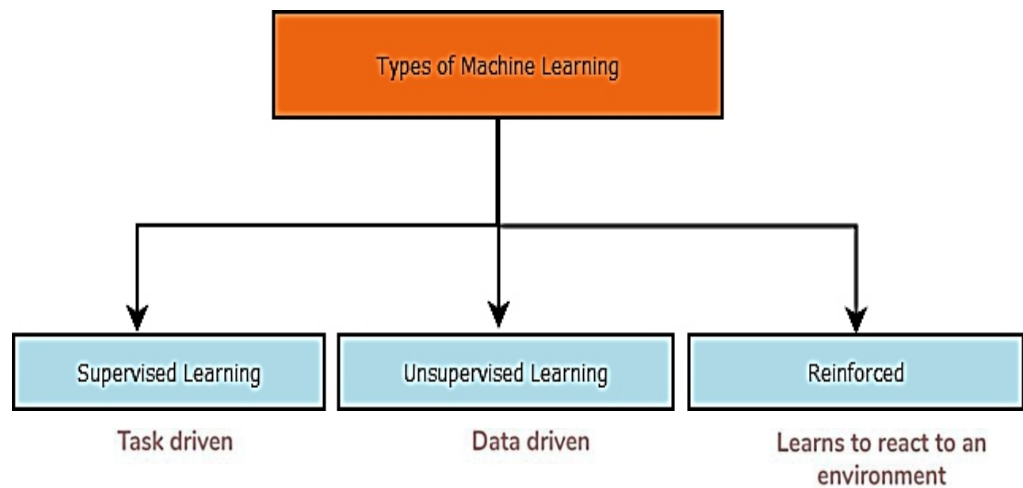 Types of Machine Learning
Supervised Learning
Unsupervised Learning
Reinforced
Task driven
Data driven
Learns to react to an
environment